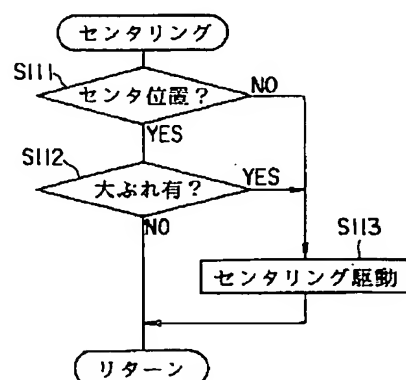 センタリング
S111
センタ位置?
NO
YES
S112
大ぶれ有?
YES
NO
S113
センタリング駆動
リターン